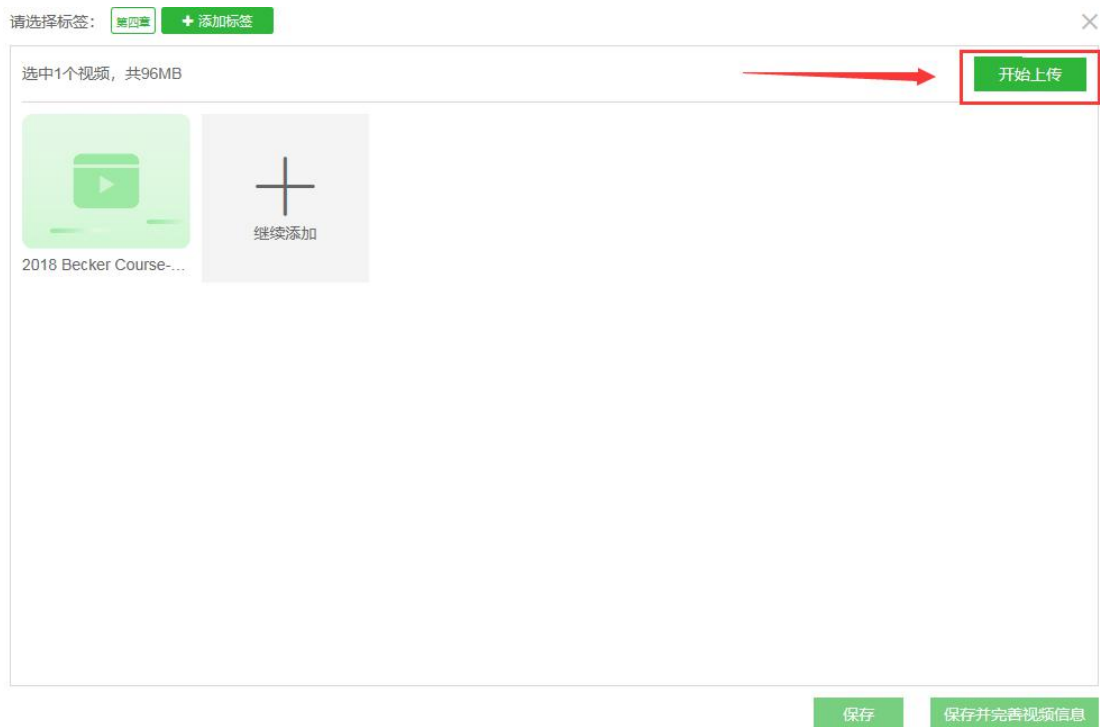 请选择标签： 第四章 ✚ 添加标签
选中1个视频，共96MB
开始上传
继续添加
2018 Becker Course-...
保存 保存并完善视频信息